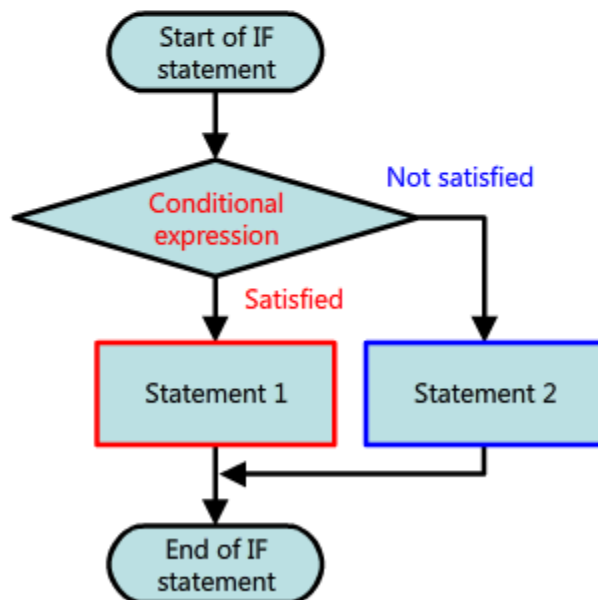 Start of IF
statement
Not satisfied
Conditional
expression
Satisfied
Statement 1
Statement 2
End of IF
statement